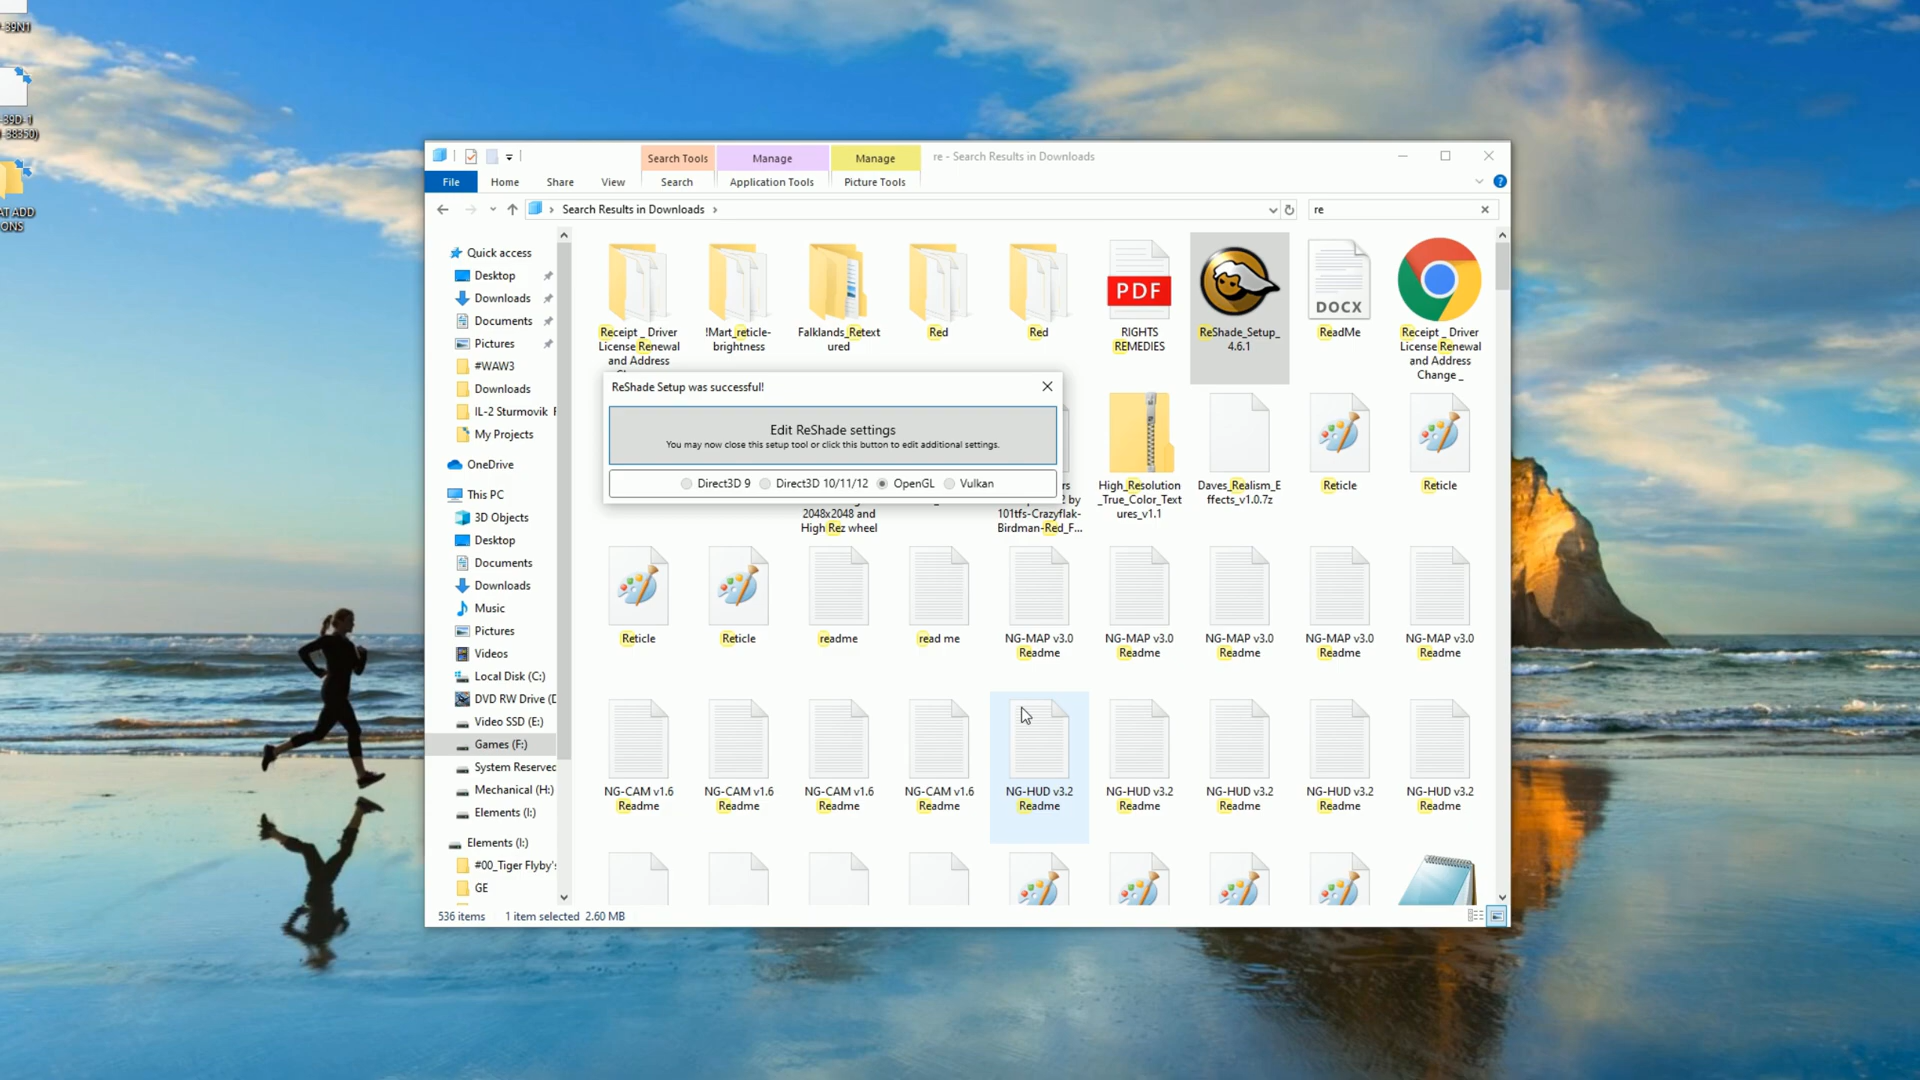 -39N1
-39D-1
-38350)
AT ADD
ONS
Search Tools
Manage
Manage
re - Search Results in Downloads
File
Home
Share
View
Search
Application Tools
Picture Tools
Search Results in Downloads
re
Quick access
Desktop
Downloads
Documents
Pictures
#WAW3
Downloads
IL-2 Sturmovik F
My Projects
OneDrive
This PC
3D Objects
Desktop
Documents
Downloads
Music
Pictures
Videos
Local Disk (C:)
DVD RW Drive (D
Video SSD (E:)
Games (F:)
System Reserved
Mechanical (H:)
Elements (I:)
Elements (I:)
#00_Tiger Flyby's
GE
Receipt _ Driver
License Renewal
and Address
!Mart_reticle-
brightness
Falklands_Retext
ured
Red
Red
PDF
RIGHTS
REMEDIES
ReShade_Setup_
4.6.1
DOCX
ReadMe
Receipt _ Driver
License Renewal
and Address
Change _
ReShade Setup was successful!
Edit ReShade settings
You may now close this setup tool or click this button to edit additional settings.
Direct3D 9
Direct3D 10/11/12
OpenGL
Vulkan
2048x2048 and
High Rez wheel
rs
2 by
101tfs-Crazyflak-
Birdman-Red_F...
High_Resolution
_True_Color_Text
ures_v1.1
Daves_Realism_E
ffects_v1.0.7z
Reticle
Reticle
Reticle
Reticle
readme
read me
NG-MAP v3.0
Readme
NG-MAP v3.0
Readme
NG-MAP v3.0
Readme
NG-MAP v3.0
Readme
NG-MAP v3.0
Readme
NG-CAM v1.6
Readme
NG-CAM v1.6
Readme
NG-CAM v1.6
Readme
NG-CAM v1.6
Readme
NG-HUD v3.2
Readme
NG-HUD v3.2
Readme
NG-HUD v3.2
Readme
NG-HUD v3.2
Readme
NG-HUD v3.2
Readme
536 items
1 item selected 2.60 MB